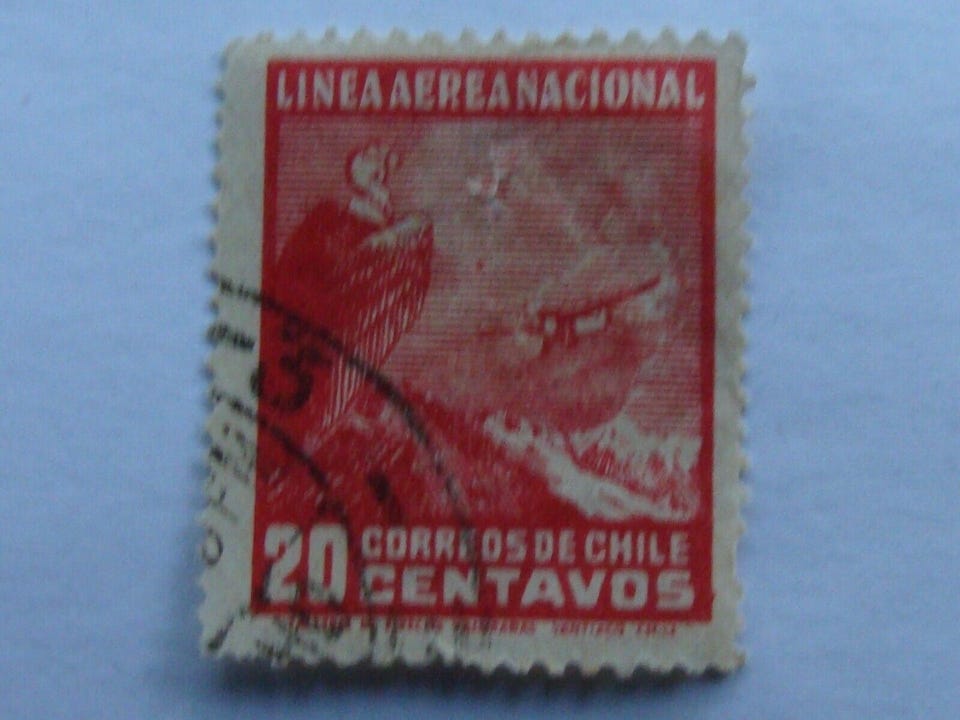 LINEA AEREA NACIONAL
20 CORREOS DE CHILE
CENTAVOS